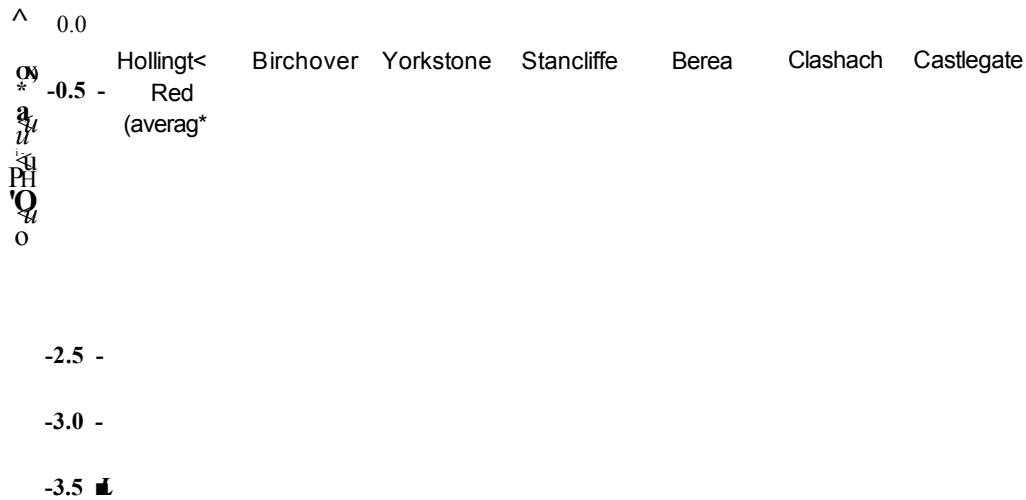 0.0
Hollingt< Birchover Yorkstone Stancliffe Berea Clashach Castlegate
-0.5 - Red
(averag*
-2.5 -
-3.0 -
-3.5